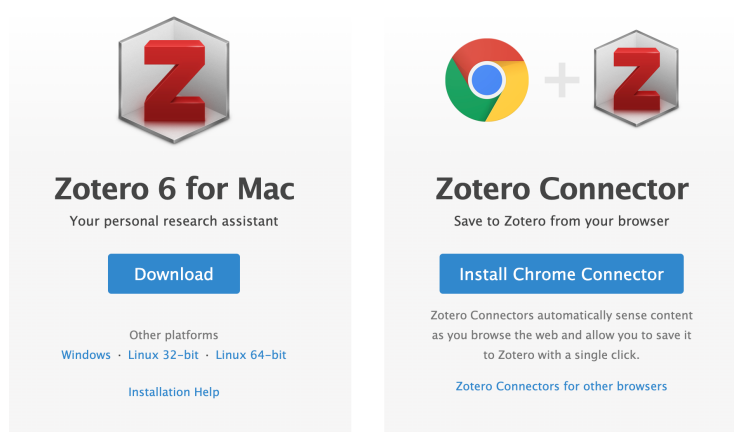 Z
Zotero 6 for Mac
Your personal research assistant
Download
Other platforms
Windows · Linux 32-bit · Linux 64-bit
Installation Help
+
Z
Zotero Connector
Save to Zotero from your browser
Install Chrome Connector
Zotero Connectors automatically sense content
as you browse the web and allow you to save it
to Zotero with a single click.
Zotero Connectors for other browsers